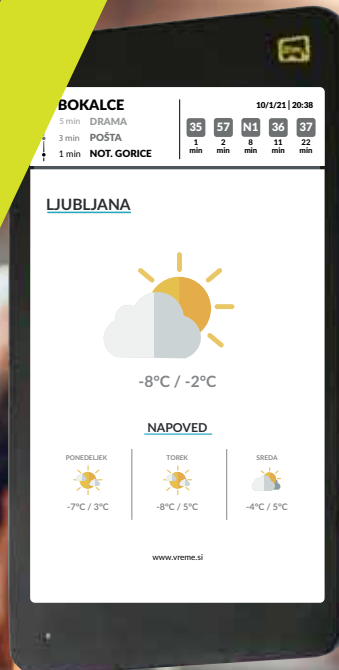 BOKALCE
5 min DRAMA
3 min POŠTA
1 min NOT. GORICE
10/1/21 | 20:38
35 57 N1 36 37
1 min 2 min 8 min 11 min 22 min
LJUBLJANA
-8°C / -2°C
NAPOVED
PONEDELJEK TOREK SREDA
-7°C / 3°C -8°C / 5°C -4°C / 5°C
www.vreme.si